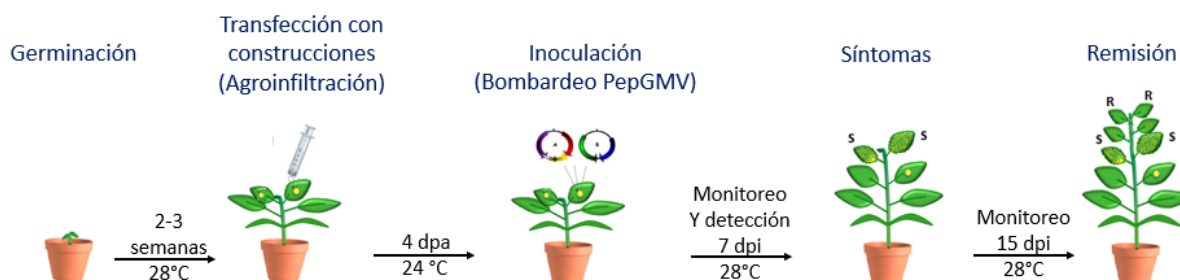 Germinación
Transfección con
construcciones
(Agroinfiltración)
Inoculación
(Bombardeo PepGMV)
Síntomas
Remisión
2-3
semanas
28°C
4 dpa
24 °C
A
B
Monitoreo
Y detección
7 dpi
28°C
S
S
Monitoreo
15 dpi
28°C
R
R
S
S